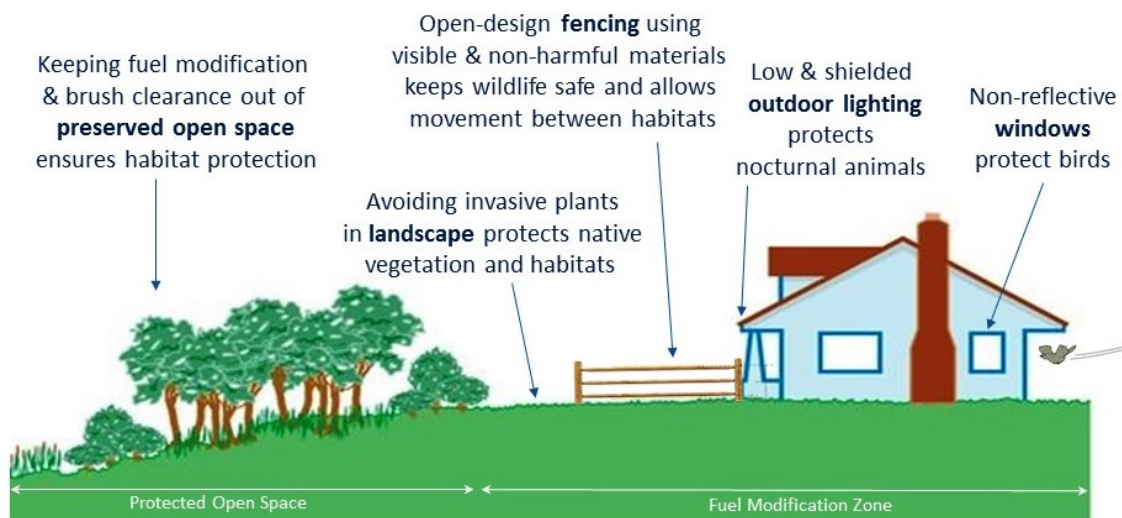 Keeping fuel modification
& brush clearance out of
preserved open space
ensures habitat protection
Open-design fencing using
visible & non-harmful materials
keeps wildlife safe and allows
movement between habitats
Low & shielded
outdoor lighting
protects
nocturnal animals
Non-reflective
windows
protect birds
Avoiding invasive plants
in landscape protects native
vegetation and habitats
Protected Open Space
Fuel Modification Zone